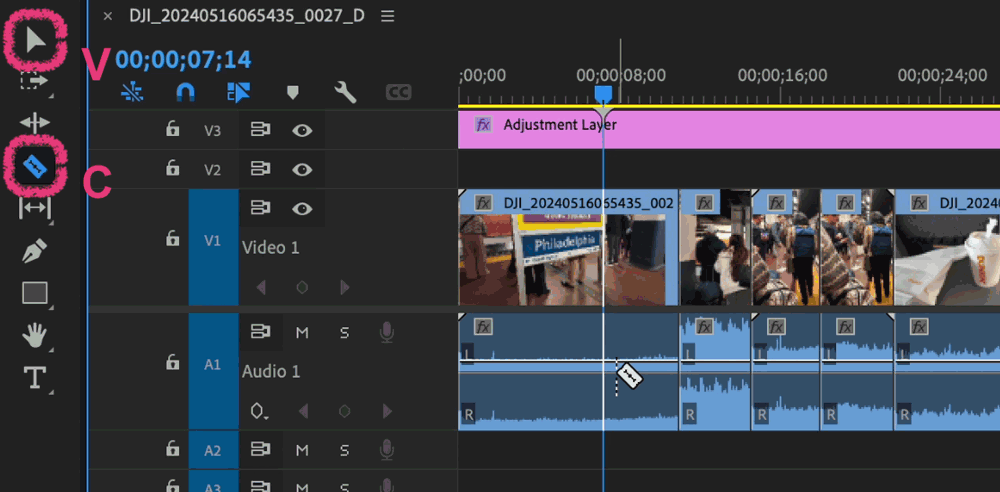 × DJI_20240516065435_0027_D ≡
V 00;00;07;14
;00;00 00;00;08;00 00;00;16;00 00;00;24;00
CC
V3 fx Adjustment Layer
V2
C
fx DJI_20240516065435_002 fx fx fx fx DJI_2024
Philadelphia
V1 Video 1
fx fx fx fx fx
M S
L L L L L
A1 Audio 1
R R R R R
T
A2 M S
A3 M S